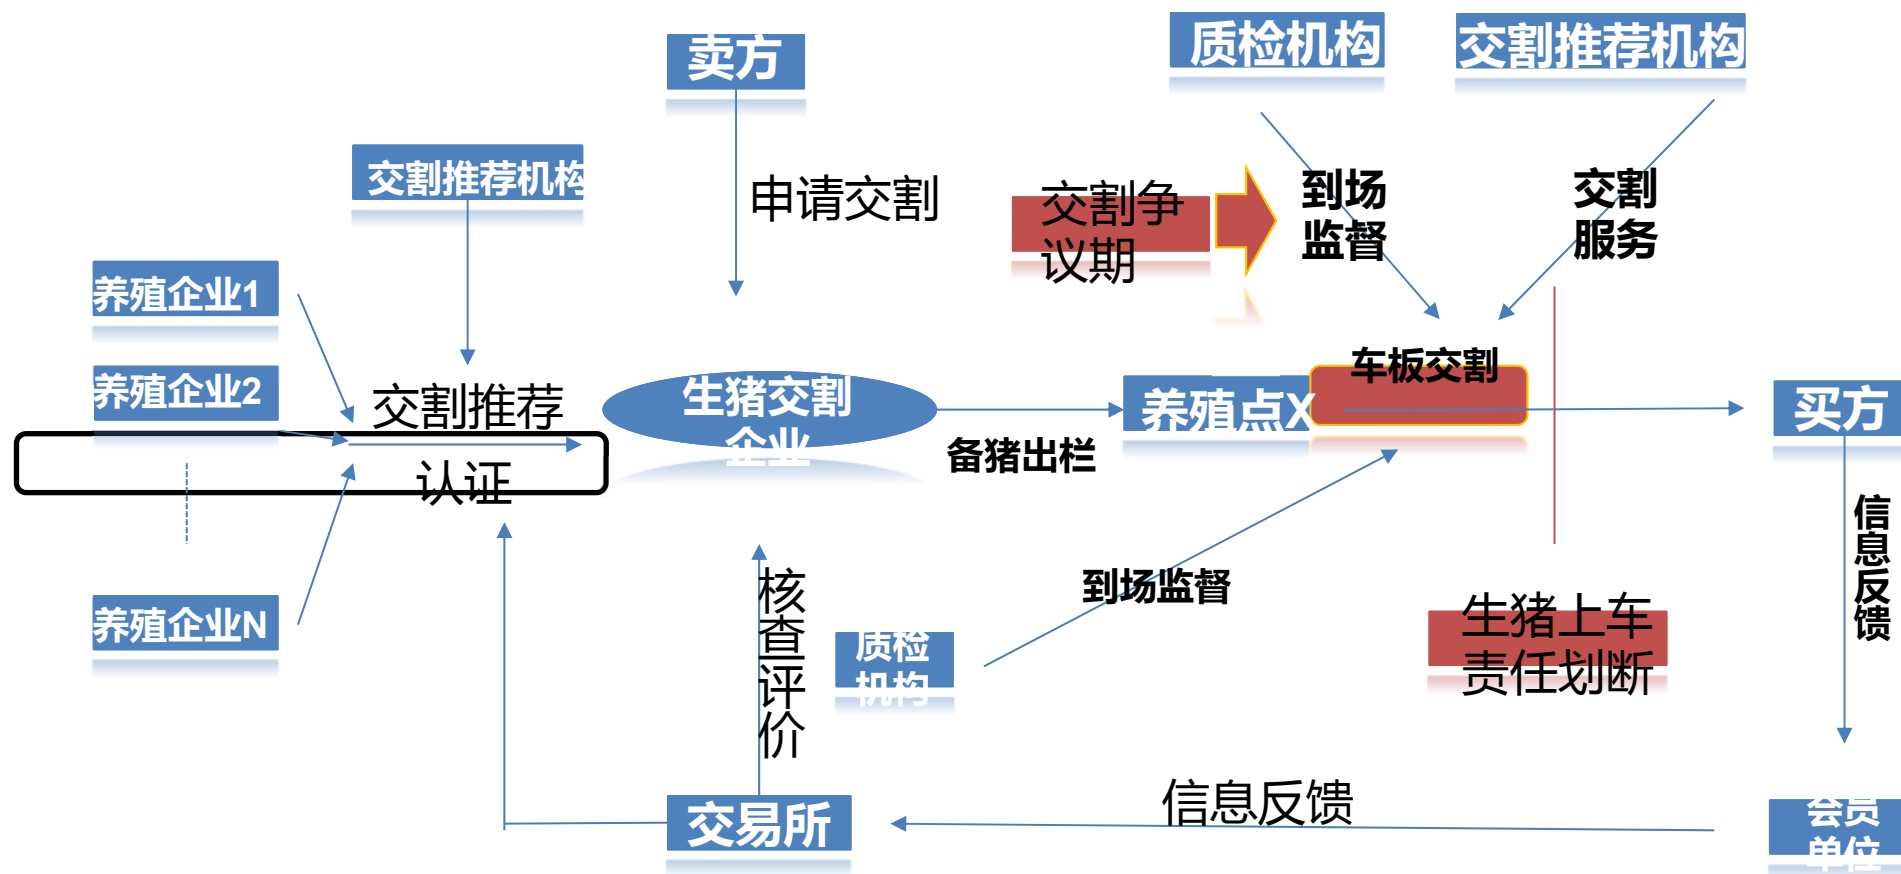 质检机构
交割推荐机构
卖方
交割推荐机构
申请交割
交割争
议期
到场
监督
交割
服务
养殖企业1
养殖企业2
交割推荐
认证
生猪交割
企业
备猪出栏
养殖点X
车板交割
买方
信息反馈
养殖企业N
核查评价
质检
机构
到场监督
生猪上车
责任划断
交易所
信息反馈
会员
单位